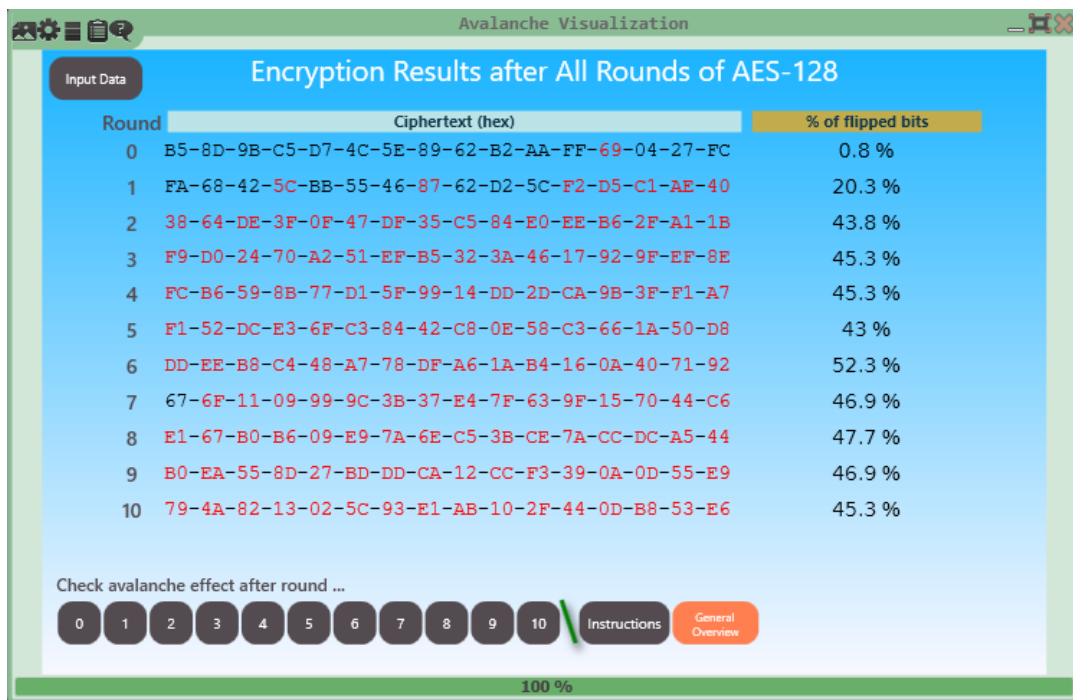 Avalanche Visualization
Input Data
Encryption Results after All Rounds of AES-128
Round Ciphertext (hex) % of flipped bits
0 B5-8D-9B-C5-D7-4C-5E-89-62-B2-AA-FF-69-04-27-FC 0.8 %
1 FA-68-42-5C-BB-55-46-87-62-D2-5C-F2-D5-C1-AE-40 20.3 %
2 38-64-DE-3F-0F-47-DF-35-C5-84-E0-EE-B6-2F-A1-1B 43.8 %
3 F9-D0-24-70-A2-51-EF-B5-32-3A-46-17-92-9F-EF-8E 45.3 %
4 FC-B6-59-8B-77-D1-5F-99-14-DD-2D-CA-9B-3F-F1-A7 45.3 %
5 F1-52-DC-E3-6F-C3-84-42-C8-0E-58-C3-66-1A-50-D8 43 %
6 DD-EE-B8-C4-48-A7-78-DF-A6-1A-B4-16-0A-40-71-92 52.3 %
7 67-6F-11-09-99-9C-3B-37-E4-7F-63-9F-15-70-44-C6 46.9 %
8 E1-67-B0-B6-09-E9-7A-6E-C5-3B-CE-7A-CC-DC-A5-44 47.7 %
9 B0-EA-55-8D-27-BD-DD-CA-12-CC-F3-39-0A-0D-55-E9 46.9 %
10 79-4A-82-13-02-5C-93-E1-AB-10-2F-44-0D-B8-53-E6 45.3 %
Check avalanche effect after round ...
0 1 2 3 4 5 6 7 8 9 10 Instructions General
Overview
100 %